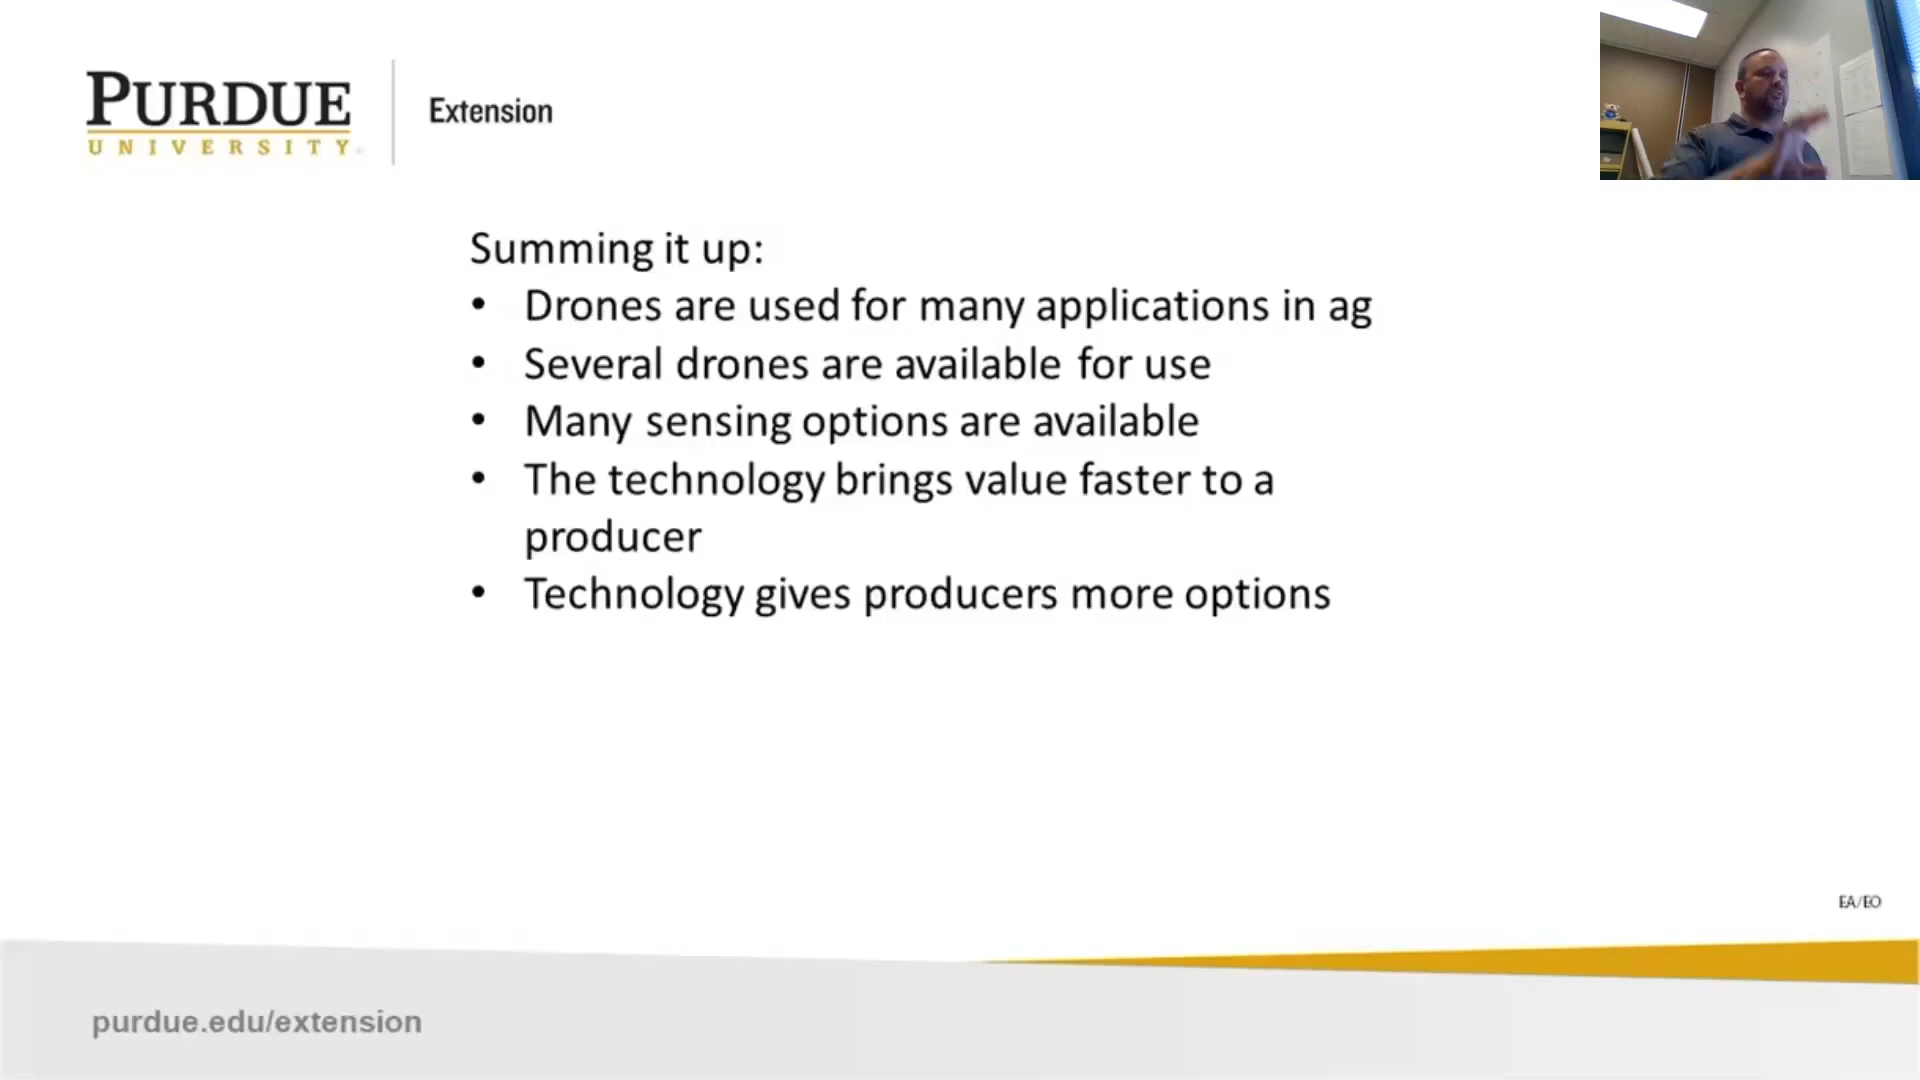 PURDUE
UNIVERSITY
Extension
Summing it up:
• Drones are used for many applications in ag
• Several drones are available for use
• Many sensing options are available
• The technology brings value faster to a
producer
• Technology gives producers more options
EA/EO
purdue.edu/extension